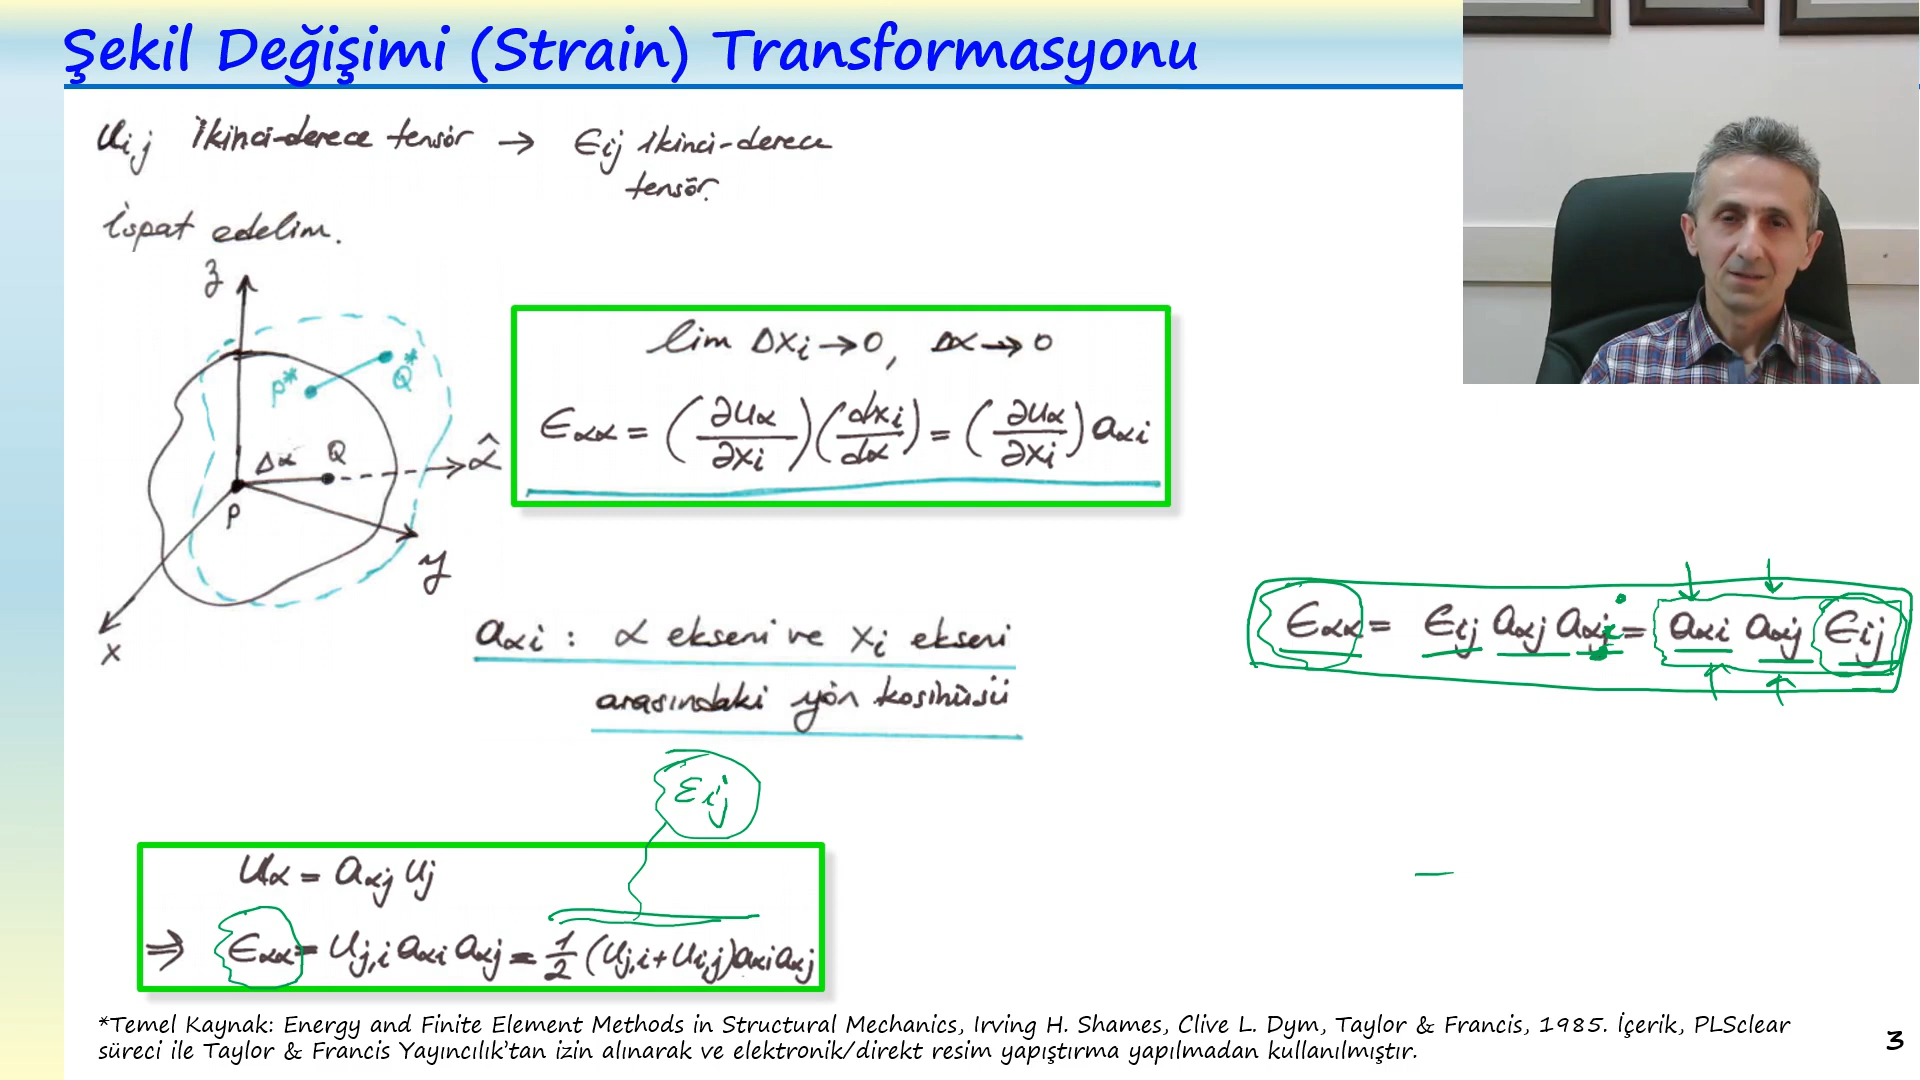 Şekil Değişimi (Strain) Transformasyonu
u_{i,j} İkinci-derece tensör → ϵij ikinci-derece
tensör.
İspat edelim.
z
P* Q*
Δα Q α̂
P
y
x
lim Δxi→0, Δα→0
ϵαα = (∂uα/∂xi)(dxi/dα) = (∂uα/∂xi) aαi
ϵαα = ϵij aαj aαi = aαi aαj ϵij
aαi : α ekseni ve xi ekseni
arasındaki yön kosinüsü
εij
uα = aαj uj
⇒ ϵαα = uj,i aαi aαj = 1/2 (uj,i + ui,j) aαi aαj
*Temel Kaynak: Energy and Finite Element Methods in Structural Mechanics, Irving H. Shames, Clive L. Dym, Taylor & Francis, 1985. İçerik, PLSclear
süreci ile Taylor & Francis Yayıncılık'tan izin alınarak ve elektronik/direkt resim yapıştırma yapılmadan kullanılmıştır.
3